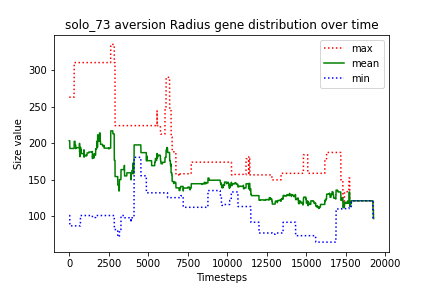 solo_73 aversion Radius gene distribution over time
max
mean
min
Size value
300
250
200
150
100
0
2500
5000
7500
10000
12500
15000
17500
20000
Timesteps